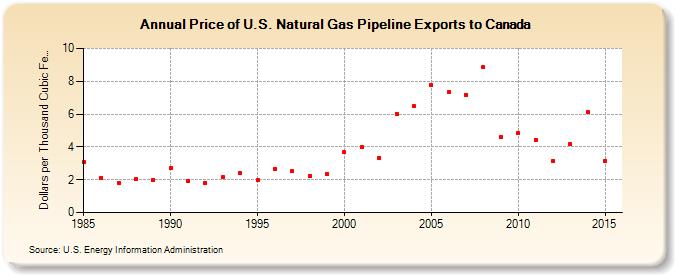 Annual Price of U.S. Natural Gas Pipeline Exports to Canada
Dollars per Thousand Cubic Fe...
10
8
6
4
2
0
1985 1990 1995 2000 2005 2010 2015
Source: U.S. Energy Information Administration